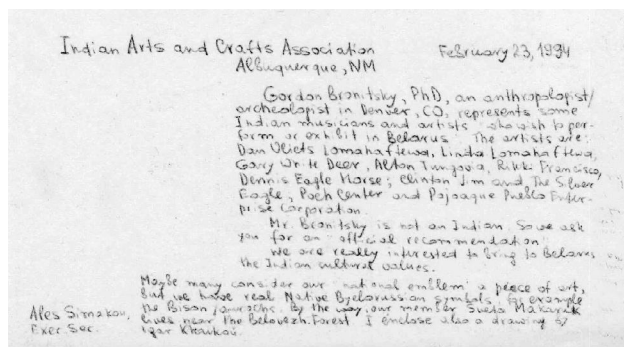 Indian Arts and Crafts Association February 23, 1994
Albuquerque, NM
Gordon Bronitsky, PhD, an anthropologist/
archeologist in Denver, CO, represents some
Indian musicians and artists who wish to per-
form or exhibit in Belarus. The artists are:
Dan Lomahaftewa, Linda Lomahaftewa,
Gary White Deer, Alton Rikki Francisco,
Dennis Eagle Horse; Clinton Jim and The Silver
Eagle; Poeh Center and Pojoaque Pueblo Enter-
prise Corporation.
Mr. Bronitsky is not an Indian. So we ask
you for an "official recommendation".
We are really interested to bring to Belarus
the Indian cultural values.
Maybe many consider our "national emblem" a peace of art,
but we have real Native Byelorussian symbols, for example
the Bison By the way, our member Sveta Makaruk
lives near the Belovezh Forest. I enclose also a drawing by
Ales Simakou,
Exec. Sec. Igar